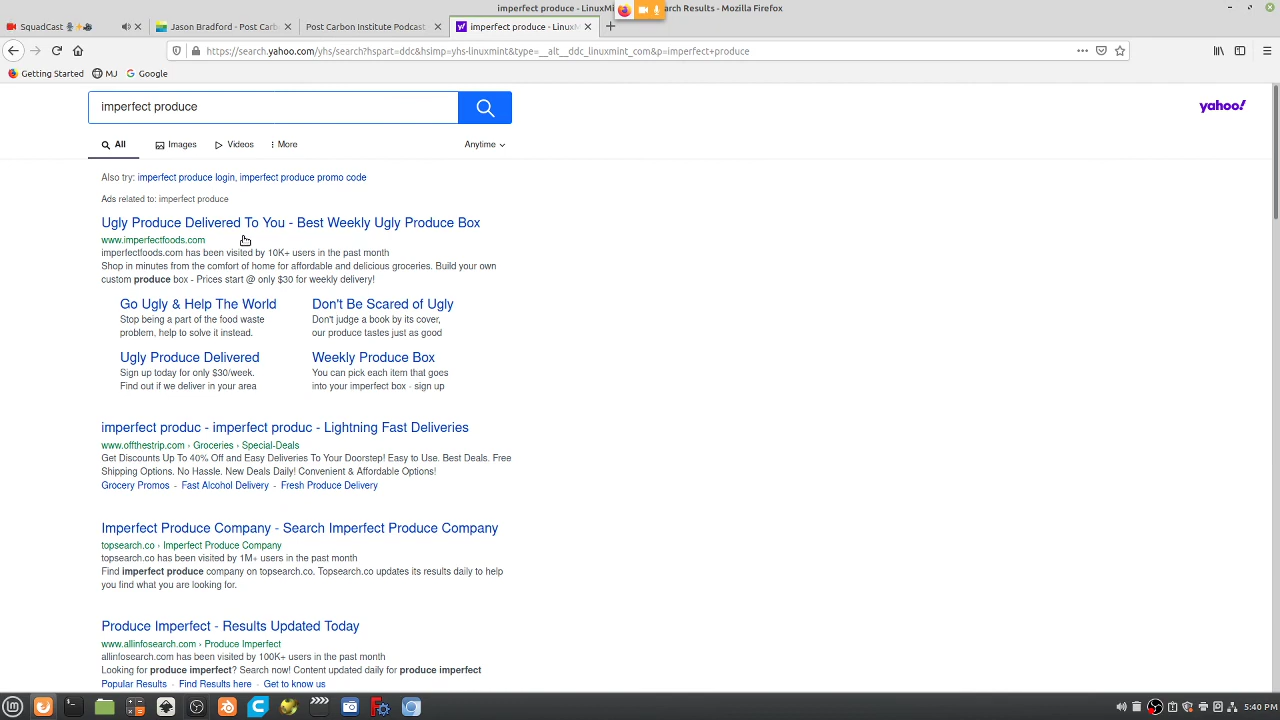 imperfect produce - LinuxMi
rch Results - Mozilla Firefox
SquadCast
Jason Bradford - Post Carb
Post Carbon Institute Podcast
imperfect produce - LinuxM
https://search.yahoo.com/yhs/search?hspart=ddc&hsimp=yhs-linuxmint&type=__alt__ddc_linuxmint_com&p=imperfect+produce
Getting Started MJ Google
imperfect produce
yahoo!
All Images Videos More Anytime
Also try: imperfect produce login, imperfect produce promo code
Ads related to: imperfect produce
Ugly Produce Delivered To You - Best Weekly Ugly Produce Box
www.imperfectfoods.com
imperfectfoods.com has been visited by 10K+ users in the past month
Shop in minutes from the comfort of home for affordable and delicious groceries. Build your own
custom produce box - Prices start @ only $30 for weekly delivery!
Go Ugly & Help The World
Stop being a part of the food waste
problem, help to solve it instead.
Don't Be Scared of Ugly
Don't judge a book by its cover,
our produce tastes just as good
Ugly Produce Delivered
Sign up today for only $30/week.
Find out if we deliver in your area
Weekly Produce Box
You can pick each item that goes
into your imperfect box - sign up
imperfect produc - imperfect produc - Lightning Fast Deliveries
www.offthestrip.com › Groceries › Special-Deals
Get Discounts Up To 40% Off and Easy Deliveries To Your Doorstep! Easy to Use. Best Deals. Free
Shipping Options. No Hassle. New Deals Daily! Convenient & Affordable Options!
Grocery Promos - Fast Alcohol Delivery - Fresh Produce Delivery
Imperfect Produce Company - Search Imperfect Produce Company
topsearch.co › Imperfect Produce Company
topsearch.co has been visited by 1M+ users in the past month
Find imperfect produce company on topsearch.co. Topsearch.co updates its results daily to help
you find what you are looking for.
Produce Imperfect - Results Updated Today
www.allinfosearch.com › Produce Imperfect
allinfosearch.com has been visited by 100K+ users in the past month
Looking for produce imperfect? Search now! Content updated daily for produce imperfect
Popular Results - Find Results here - Get to know us
5:40 PM